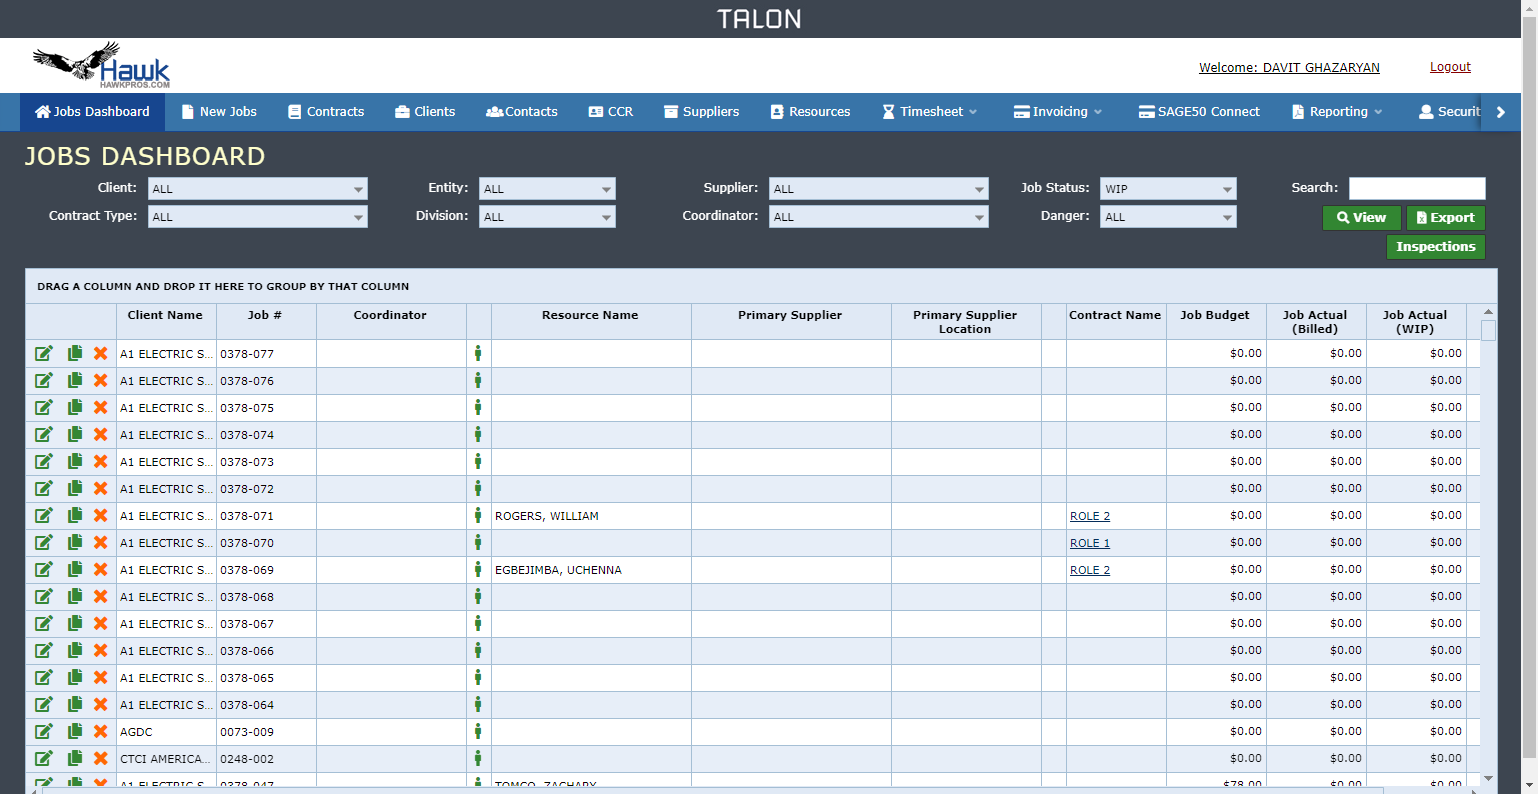 TALON
Hawk
HAWKPROS.COM
Welcome: DAVIT GHAZARYAN Logout
Jobs Dashboard New Jobs Contracts Clients Contacts CCR Suppliers Resources Timesheet Invoicing SAGE50 Connect Reporting Securit
JOBS DASHBOARD
Client: ALL Entity: ALL Supplier: ALL Job Status: WIP Search:
Contract Type: ALL Division: ALL Coordinator: ALL Danger: ALL View Export
Inspections
DRAG A COLUMN AND DROP IT HERE TO GROUP BY THAT COLUMN
Client Name Job # Coordinator Resource Name Primary Supplier Primary Supplier Location Contract Name Job Budget Job Actual (Billed) Job Actual (WIP)
A1 ELECTRIC S... 0378-077 $0.00 $0.00 $0.00
A1 ELECTRIC S... 0378-076 $0.00 $0.00 $0.00
A1 ELECTRIC S... 0378-075 $0.00 $0.00 $0.00
A1 ELECTRIC S... 0378-074 $0.00 $0.00 $0.00
A1 ELECTRIC S... 0378-073 $0.00 $0.00 $0.00
A1 ELECTRIC S... 0378-072 $0.00 $0.00 $0.00
A1 ELECTRIC S... 0378-071 ROGERS, WILLIAM ROLE 2 $0.00 $0.00 $0.00
A1 ELECTRIC S... 0378-070 ROLE 1 $0.00 $0.00 $0.00
A1 ELECTRIC S... 0378-069 EGBEJIMBA, UCHENNA ROLE 2 $0.00 $0.00 $0.00
A1 ELECTRIC S... 0378-068 $0.00 $0.00 $0.00
A1 ELECTRIC S... 0378-067 $0.00 $0.00 $0.00
A1 ELECTRIC S... 0378-066 $0.00 $0.00 $0.00
A1 ELECTRIC S... 0378-065 $0.00 $0.00 $0.00
A1 ELECTRIC S... 0378-064 $0.00 $0.00 $0.00
AGDC 0073-009 $0.00 $0.00 $0.00
CTCI AMERICA... 0248-002 $0.00 $0.00 $0.00
A1 ELECTRIC S... 0378-047 TOMCO, ZACHARY $78.00 $0.00 $0.00